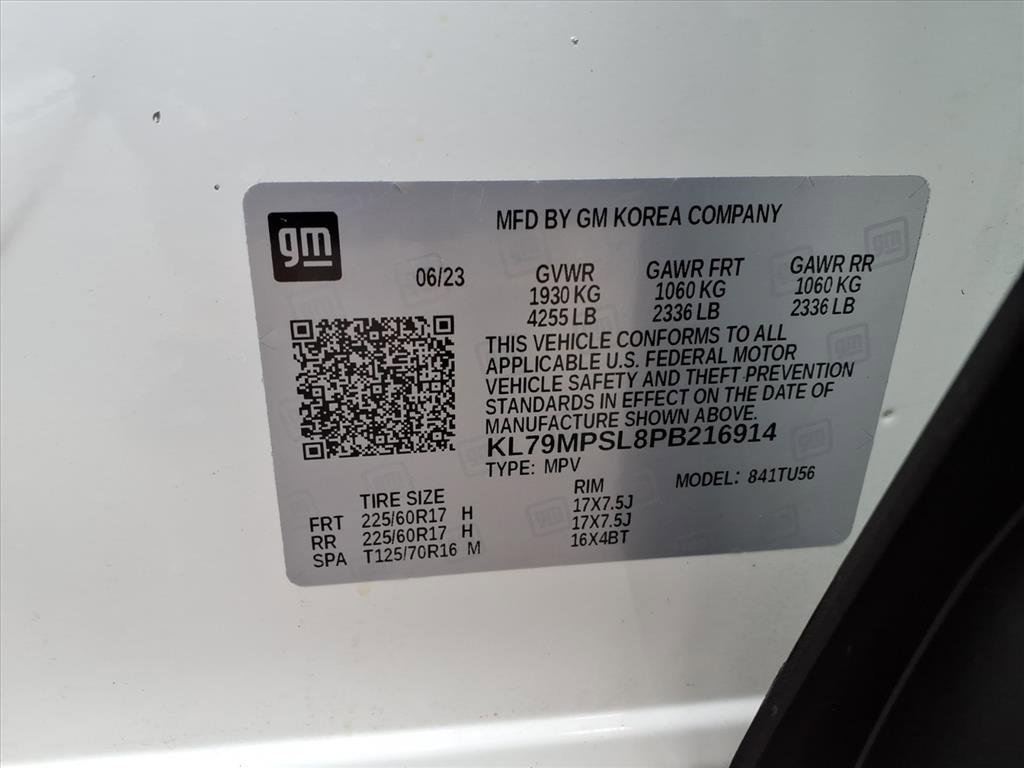 gm
MFD BY GM KOREA COMPANY
06/23
GVWR GAWR FRT GAWR RR
1930 KG 1060 KG 1060 KG
4255 LB 2336 LB 2336 LB
THIS VEHICLE CONFORMS TO ALL
APPLICABLE U.S. FEDERAL MOTOR
VEHICLE SAFETY AND THEFT PREVENTION
STANDARDS IN EFFECT ON THE DATE OF
MANUFACTURE SHOWN ABOVE.
KL79MPSL8PB216914
TYPE: MPV MODEL: 841TU56
TIRE SIZE RIM
FRT 225/60R17 H 17X7.5J
RR 225/60R17 H 17X7.5J
SPA T125/70R16 M 16X4BT